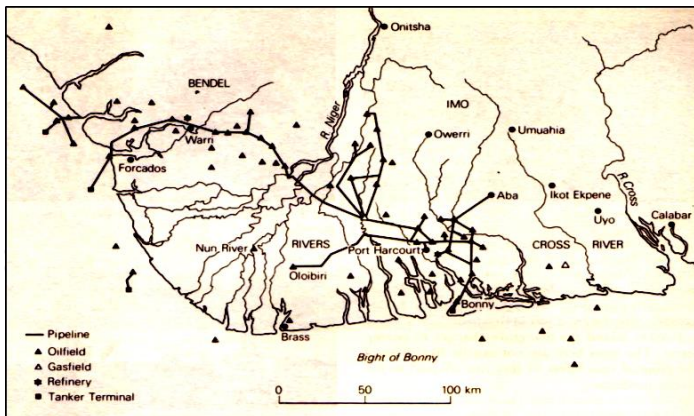 Onitsha
BENDEL
R. Niger
IMO
Warri
Owerri
Umuahia
R. Cross
Forcados
Aba
Ikot Ekpene
Uyo
Calabar
Nun River
RIVERS
Port Harcourt
CROSS
RIVER
Oloibiri
Bonny
Brass
Pipeline
Oilfield
Bight of Bonny
Gasfield
Refinery
Tanker Terminal
0 50 100 km